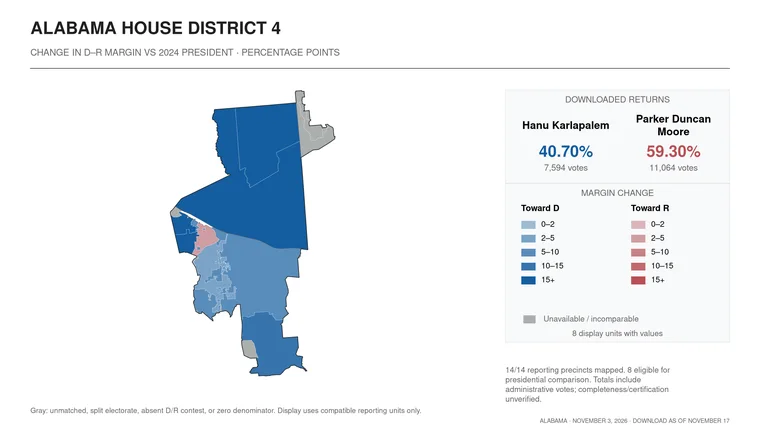 ALABAMA HOUSE DISTRICT 4
CHANGE IN D–R MARGIN VS 2024 PRESIDENT · PERCENTAGE POINTS
DOWNLOADED RETURNS
Hanu Karlapalem
Parker Duncan
Moore
40.70%
59.30%
7,594 votes
11,064 votes
MARGIN CHANGE
Toward D
Toward R
0–2
0–2
2–5
2–5
5–10
5–10
10–15
10–15
15+
15+
Unavailable / incomparable
8 display units with values
14/14 reporting precincts mapped. 8 eligible for
presidential comparison. Totals include
administrative votes; completeness/certification
unverified.
Gray: unmatched, split electorate, absent D/R contest, or zero denominator. Display uses compatible reporting units only.
ALABAMA · NOVEMBER 3, 2026 · DOWNLOAD AS OF NOVEMBER 17